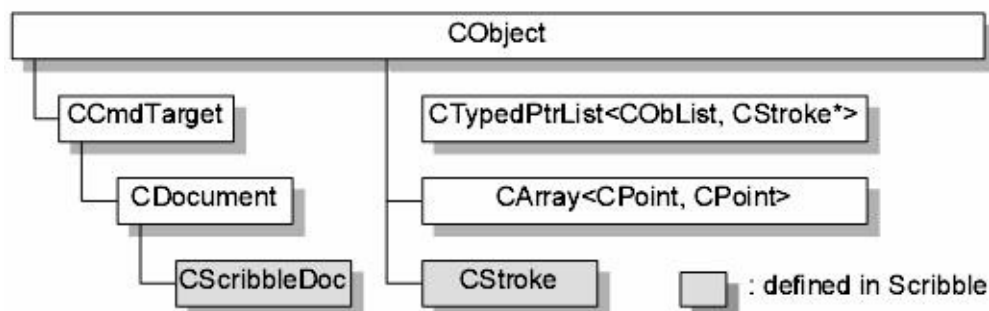 CObject
CCmdTarget
CTypedPtrList<CObList, CStroke*>
CDocument
CArray<CPoint, CPoint>
CScribbleDoc
CStroke
: defined in Scribble